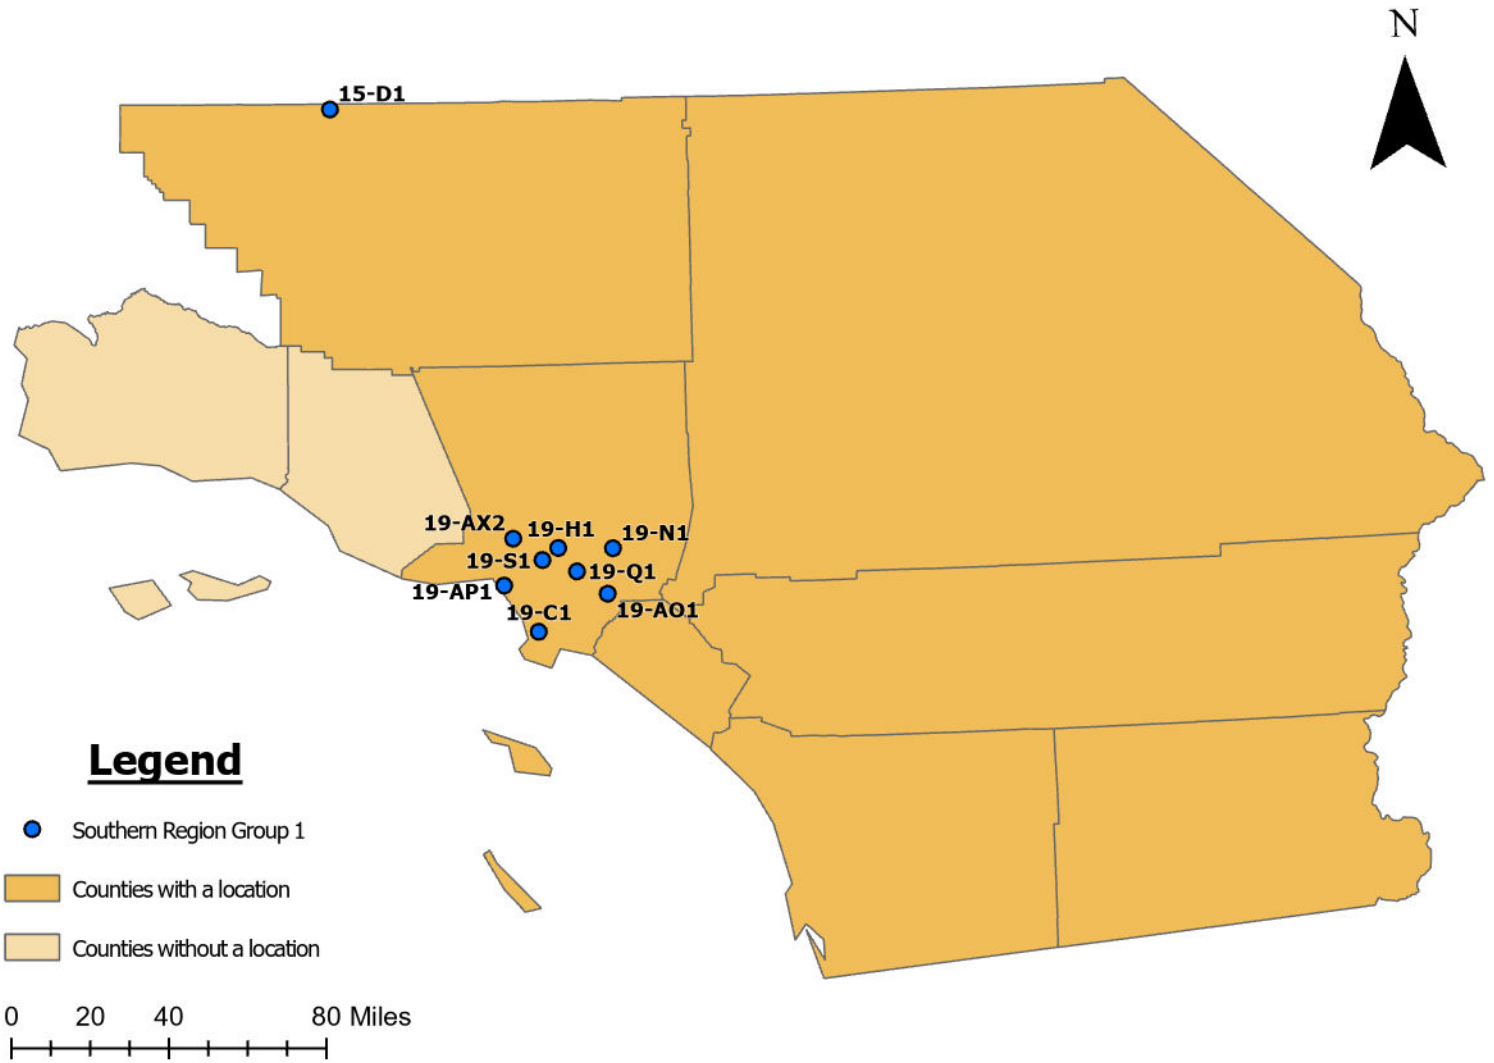 N
15-D1
19-AX2
19-H1
19-N1
19-S1
19-Q1
19-AP1
19-C1
19-AO1
Legend
Southern Region Group 1
Counties with a location
Counties without a location
0 20 40 80 Miles